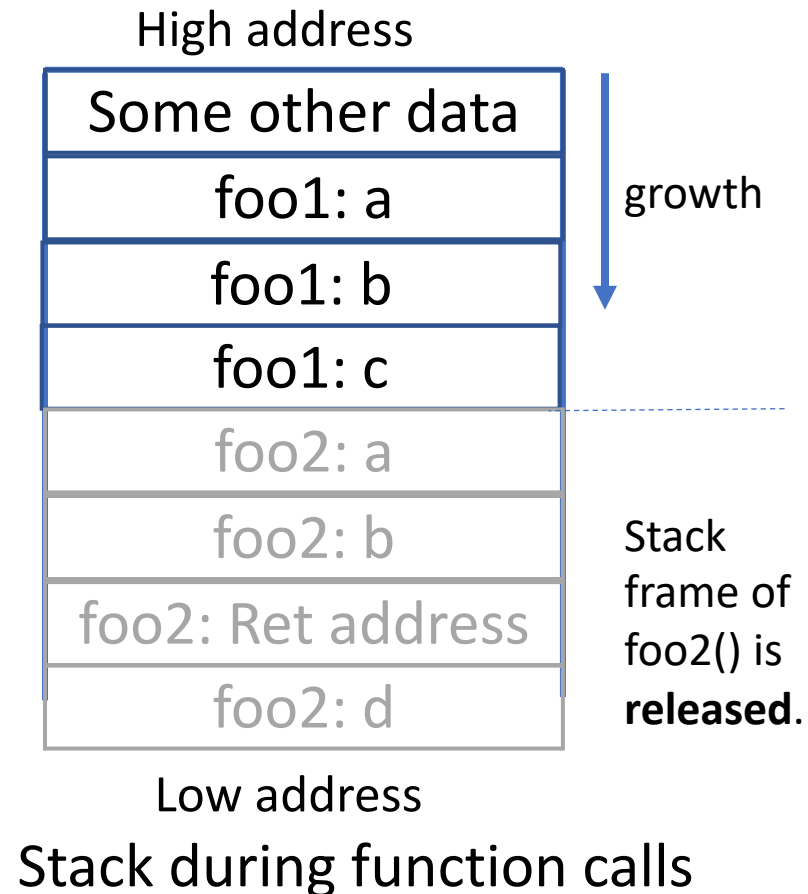 High address
Some other data
foo1: a
growth
foo1: b
foo1: c
foo2: a
foo2: b
foo2: Ret address
foo2: d
Stack
frame of
foo2() is
released.
Low address
Stack during function calls